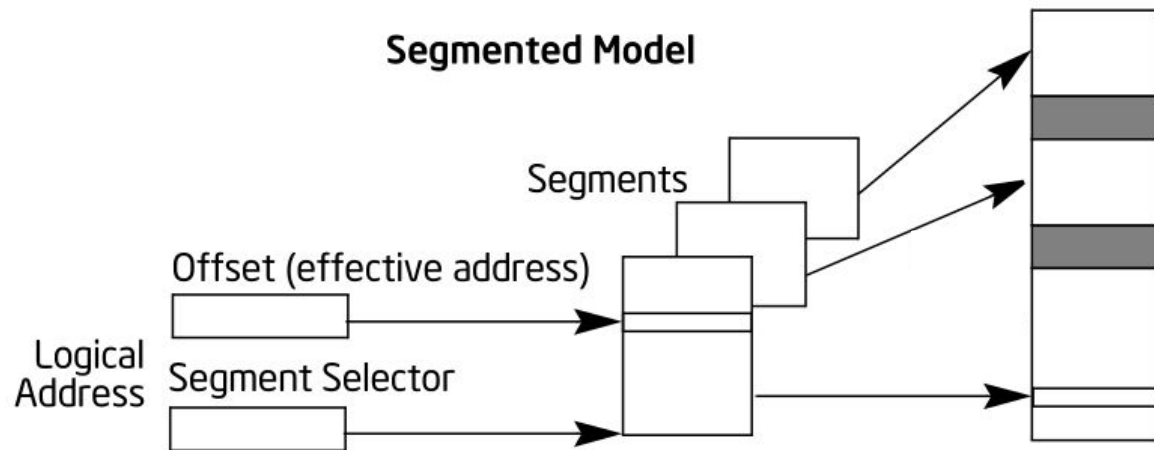 Segmented Model
Segments
Offset (effective address)
Logical
Address
Segment Selector